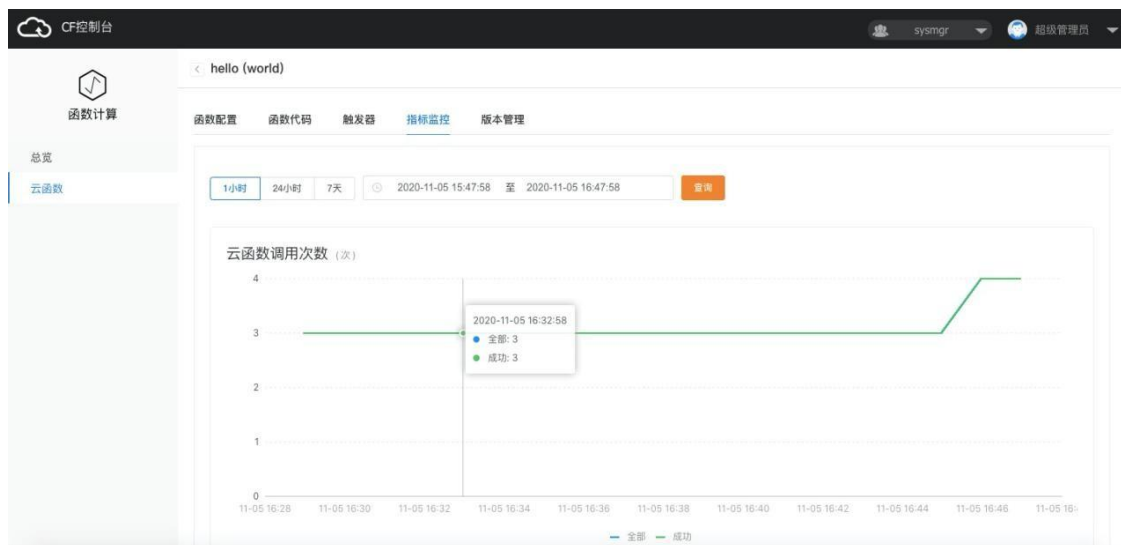 CF控制台
sysmgr
超级管理员
函数计算
总览
云函数
hello (world)
函数配置 函数代码 触发器 指标监控 版本管理
1小时 24小时 7天 2020-11-05 15:47:58 至 2020-11-05 16:47:58 查询
云函数调用次数 (次)
4
3
2
1
0
2020-11-05 16:32:58
全部: 3
成功: 3
11-05 16:28 11-05 16:30 11-05 16:32 11-05 16:34 11-05 16:36 11-05 16:38 11-05 16:40 11-05 16:42 11-05 16:44 11-05 16:46 11-05 16:
全部 成功